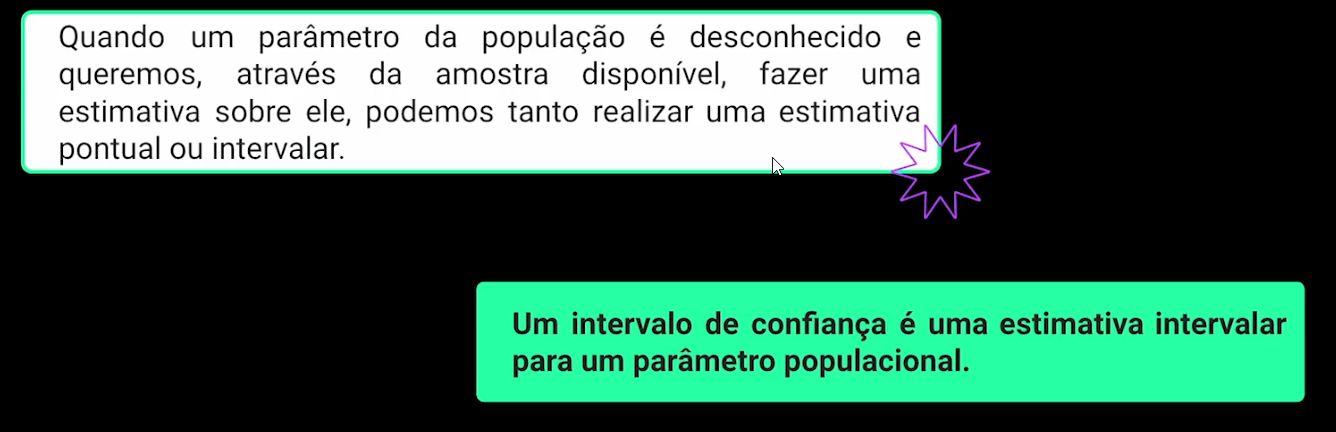 Quando um parâmetro da população é desconhecido e
queremos, através da amostra disponível, fazer uma
estimativa sobre ele, podemos tanto realizar uma estimativa
pontual ou intervalar.
Um intervalo de confiança é uma estimativa intervalar
para um parâmetro populacional.